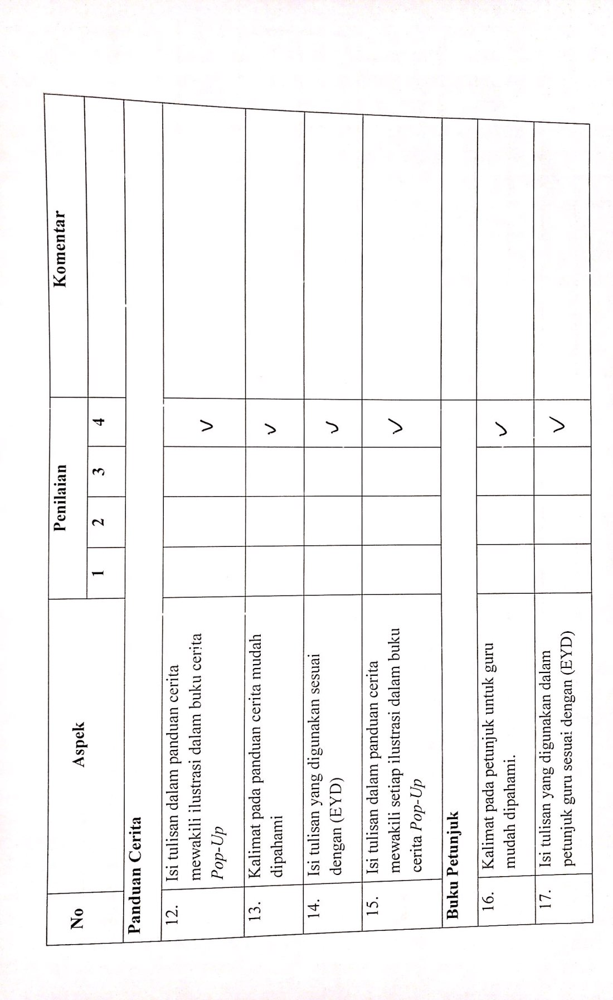 No Aspek Penilaian Komentar
1 2 3 4
Panduan Cerita
12. Isi tulisan dalam panduan cerita
mewakili ilustrasi dalam buku cerita
Pop-Up
✓
13. Kalimat pada panduan cerita mudah
dipahami
✓
14. Isi tulisan yang digunakan sesuai
dengan (EYD)
✓
15. Isi tulisan dalam panduan cerita
mewakili setiap ilustrasi dalam buku
cerita Pop-Up
✓
Buku Petunjuk
16. Kalimat pada petunjuk untuk guru
mudah dipahami.
✓
17. Isi tulisan yang digunakan dalam
petunjuk guru sesuai dengan (EYD)
✓